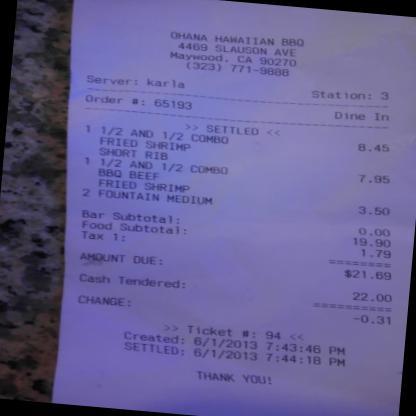 OHANA HAWAIIAN BBQ
4469 SLAUSON AVE
Maywood, CA 90270
(323) 771-9888
Server: karla Station: 3
Order #: 65193 Dine In
>> SETTLED <<
1 1/2 AND 1/2 COMBO 8.45
FRIED SHRIMP
SHORT RIB
1 1/2 AND 1/2 COMBO 7.95
BBQ BEEF
FRIED SHRIMP
2 FOUNTAIN MEDIUM 3.50
Bar Subtotal: 0.00
Food Subtotal: 19.90
Tax 1: 1.79
========
AMOUNT DUE: $21.69
Cash Tendered: 22.00
==========
CHANGE: -0.31
>> Ticket #: 94 <<
Created: 6/1/2013 7:43:46 PM
SETTLED: 6/1/2013 7:44:18 PM
THANK YOU!